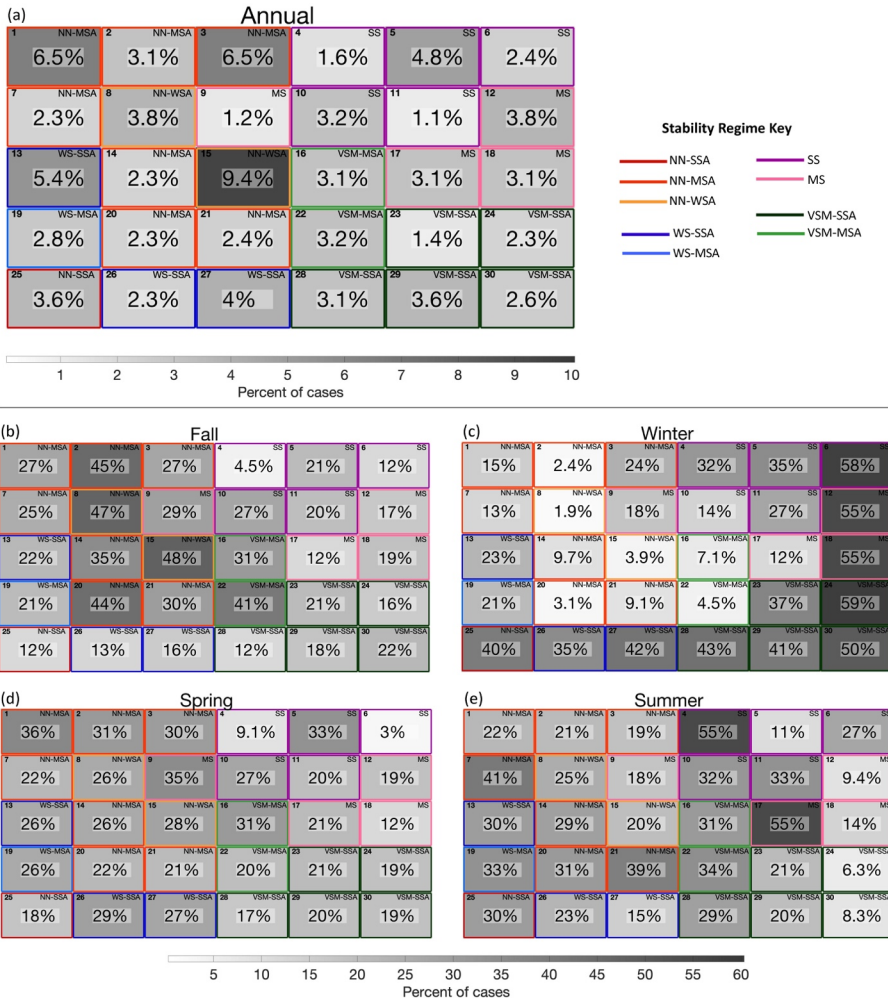 (a) Annual
1 NN-MSA 2 NN-MSA 3 NN-MSA 4 SS 5 SS 6 SS
6.5% 3.1% 6.5% 1.6% 4.8% 2.4%
7 NN-MSA 8 NN-WSA 9 MS 10 SS 11 SS 12 MS
2.3% 3.8% 1.2% 3.2% 1.1% 3.8%
13 WS-SSA 14 NN-MSA 15 NN-WSA 16 VSM-MSA 17 MS 18 MS
5.4% 2.3% 9.4% 3.1% 3.1% 3.1%
19 WS-MSA 20 NN-MSA 21 NN-MSA 22 VSM-MSA 23 VSM-SSA 24 VSM-SSA
2.8% 2.3% 2.4% 3.2% 1.4% 2.3%
25 NN-SSA 26 WS-SSA 27 WS-SSA 28 VSM-SSA 29 VSM-SSA 30 VSM-SSA
3.6% 2.3% 4% 3.1% 3.6% 2.6%
1 2 3 4 5 6 7 8 9 10
Percent of cases
Stability Regime Key
NN-SSA SS
NN-MSA MS
NN-WSA
VSM-SSA
WS-SSA VSM-MSA
WS-MSA
(b) Fall
1 NN-MSA 2 NN-MSA 3 NN-MSA 4 SS 5 SS 6 SS
27% 45% 27% 4.5% 21% 12%
7 NN-MSA 8 NN-WSA 9 MS 10 SS 11 SS 12 MS
25% 47% 29% 27% 20% 17%
13 WS-SSA 14 NN-MSA 15 NN-WSA 16 VSM-MSA 17 MS 18 MS
22% 35% 48% 31% 12% 19%
19 WS-MSA 20 NN-MSA 21 NN-MSA 22 VSM-MSA 23 VSM-SSA 24 VSM-SSA
21% 44% 30% 41% 21% 16%
25 NN-SSA 26 WS-SSA 27 WS-SSA 28 VSM-SSA 29 VSM-SSA 30 VSM-SSA
12% 13% 16% 12% 18% 22%
(c) Winter
1 NN-MSA 2 NN-MSA 3 NN-MSA 4 SS 5 SS 6 SS
15% 2.4% 24% 32% 35% 58%
7 NN-MSA 8 NN-WSA 9 MS 10 SS 11 SS 12 MS
13% 1.9% 18% 14% 27% 55%
13 WS-SSA 14 NN-MSA 15 NN-WSA 16 VSM-MSA 17 MS 18 MS
23% 9.7% 3.9% 7.1% 12% 55%
19 WS-MSA 20 NN-MSA 21 NN-MSA 22 VSM-MSA 23 VSM-SSA 24 VSM-SSA
21% 3.1% 9.1% 4.5% 37% 59%
25 NN-SSA 26 WS-SSA 27 WS-SSA 28 VSM-SSA 29 VSM-SSA 30 VSM-SSA
40% 35% 42% 43% 41% 50%
(d) Spring
1 NN-MSA 2 NN-MSA 3 NN-MSA 4 SS 5 SS 6 SS
36% 31% 30% 9.1% 33% 3%
7 NN-MSA 8 NN-WSA 9 MS 10 SS 11 SS 12 MS
22% 26% 35% 27% 20% 19%
13 WS-SSA 14 NN-MSA 15 NN-WSA 16 VSM-MSA 17 MS 18 MS
26% 26% 28% 31% 21% 12%
19 WS-MSA 20 NN-MSA 21 NN-MSA 22 VSM-MSA 23 VSM-SSA 24 VSM-SSA
26% 22% 21% 20% 21% 19%
25 NN-SSA 26 WS-SSA 27 WS-SSA 28 VSM-SSA 29 VSM-SSA 30 VSM-SSA
18% 29% 27% 17% 20% 19%
(e) Summer
1 NN-MSA 2 NN-MSA 3 NN-MSA 4 SS 5 SS 6 SS
22% 21% 19% 55% 11% 27%
7 NN-MSA 8 NN-WSA 9 MS 10 SS 11 SS 12 MS
41% 25% 18% 32% 33% 9.4%
13 WS-SSA 14 NN-MSA 15 NN-WSA 16 VSM-MSA 17 MS 18 MS
30% 29% 20% 31% 55% 14%
19 WS-MSA 20 NN-MSA 21 NN-MSA 22 VSM-MSA 23 VSM-SSA 24 VSM-SSA
33% 31% 39% 34% 21% 6.3%
25 NN-SSA 26 WS-SSA 27 WS-SSA 28 VSM-SSA 29 VSM-SSA 30 VSM-SSA
30% 23% 15% 29% 20% 8.3%
5 10 15 20 25 30 35 40 45 50 55 60
Percent of cases